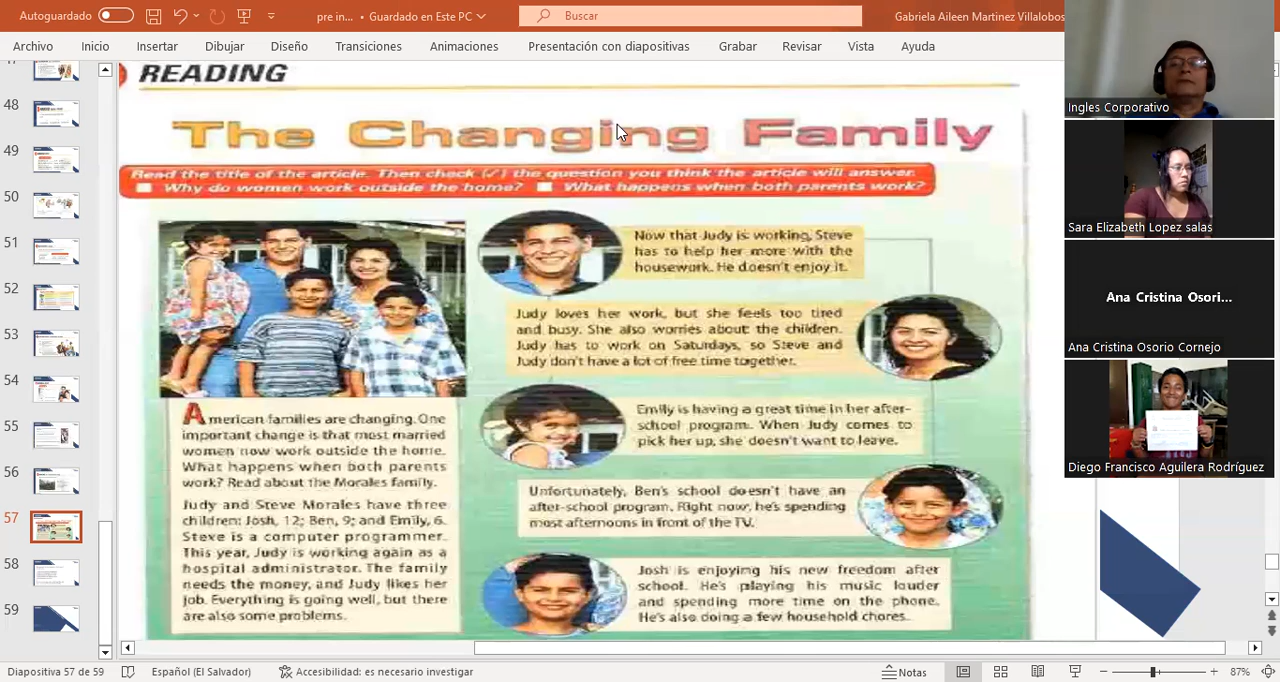 Autoguardado
pre in... • Guardado en Este PC
Buscar
Gabriela Aileen Martinez Villalobos
Archivo
Inicio
Insertar
Dibujar
Diseño
Transiciones
Animaciones
Presentación con diapositivas
Grabar
Revisar
Vista
Ayuda
48
49
50
51
52
53
54
55
56
57
58
59
READING
The Changing Family
Read the title of the article. Then check (✓) the question you think the article will answer.
Why do women work outside the home? What happens when both parents work?
American families are changing. One
important change is that most married
women now work outside the home.
What happens when both parents
work? Read about the Morales family.
Judy and Steve Morales have three
children: Josh, 12; Ben, 9; and Emily, 6.
Steve is a computer programmer.
This year, Judy is working again as a
hospital administrator. The family
needs the money, and Judy likes her
job. Everything is going well, but there
are also some problems.
Now that Judy is working, Steve
has to help her more with the
housework. He doesn't enjoy it.
Judy loves her work, but she feels too tired
and busy. She also worries about the children.
Judy has to work on Saturdays, so Steve and
Judy don't have a lot of free time together.
Emily is having a great time in her after-
school program. When Judy comes to
pick her up, she doesn't want to leave.
Unfortunately, Ben's school doesn't have an
after-school program. Right now, he's spending
most afternoons in front of the TV.
Josh is enjoying his new freedom after
school. He's playing his music louder
and spending more time on the phone.
He's also doing a few household chores.
Ingles Corporativo
Sara Elizabeth Lopez salas
Ana Cristina Osori...
Ana Cristina Osorio Cornejo
Diego Francisco Aguilera Rodríguez
Diapositiva 57 de 59
Español (El Salvador)
Accesibilidad: es necesario investigar
Notas
87%